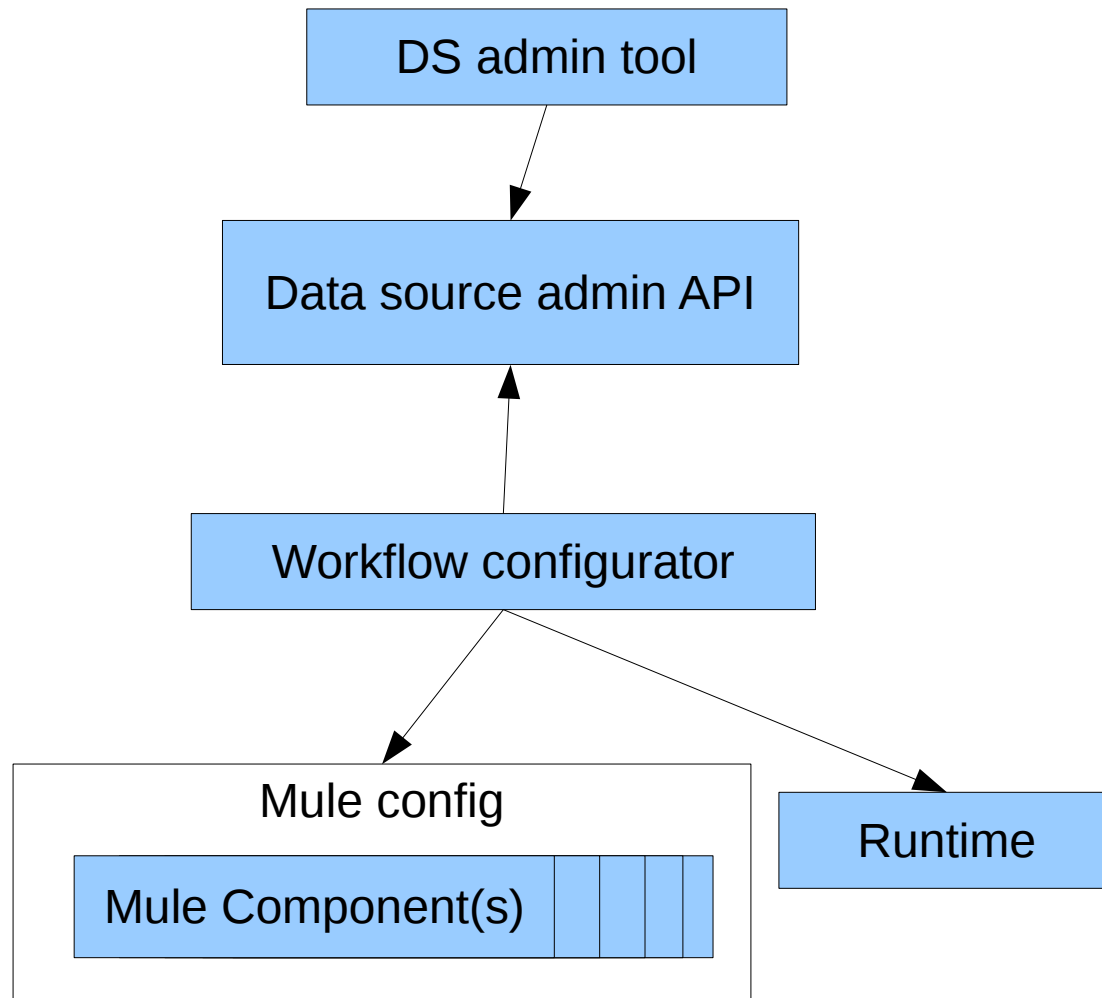 DS admin tool
Data source admin API
Workflow configurator
Mule config
Runtime
Mule Component(s)